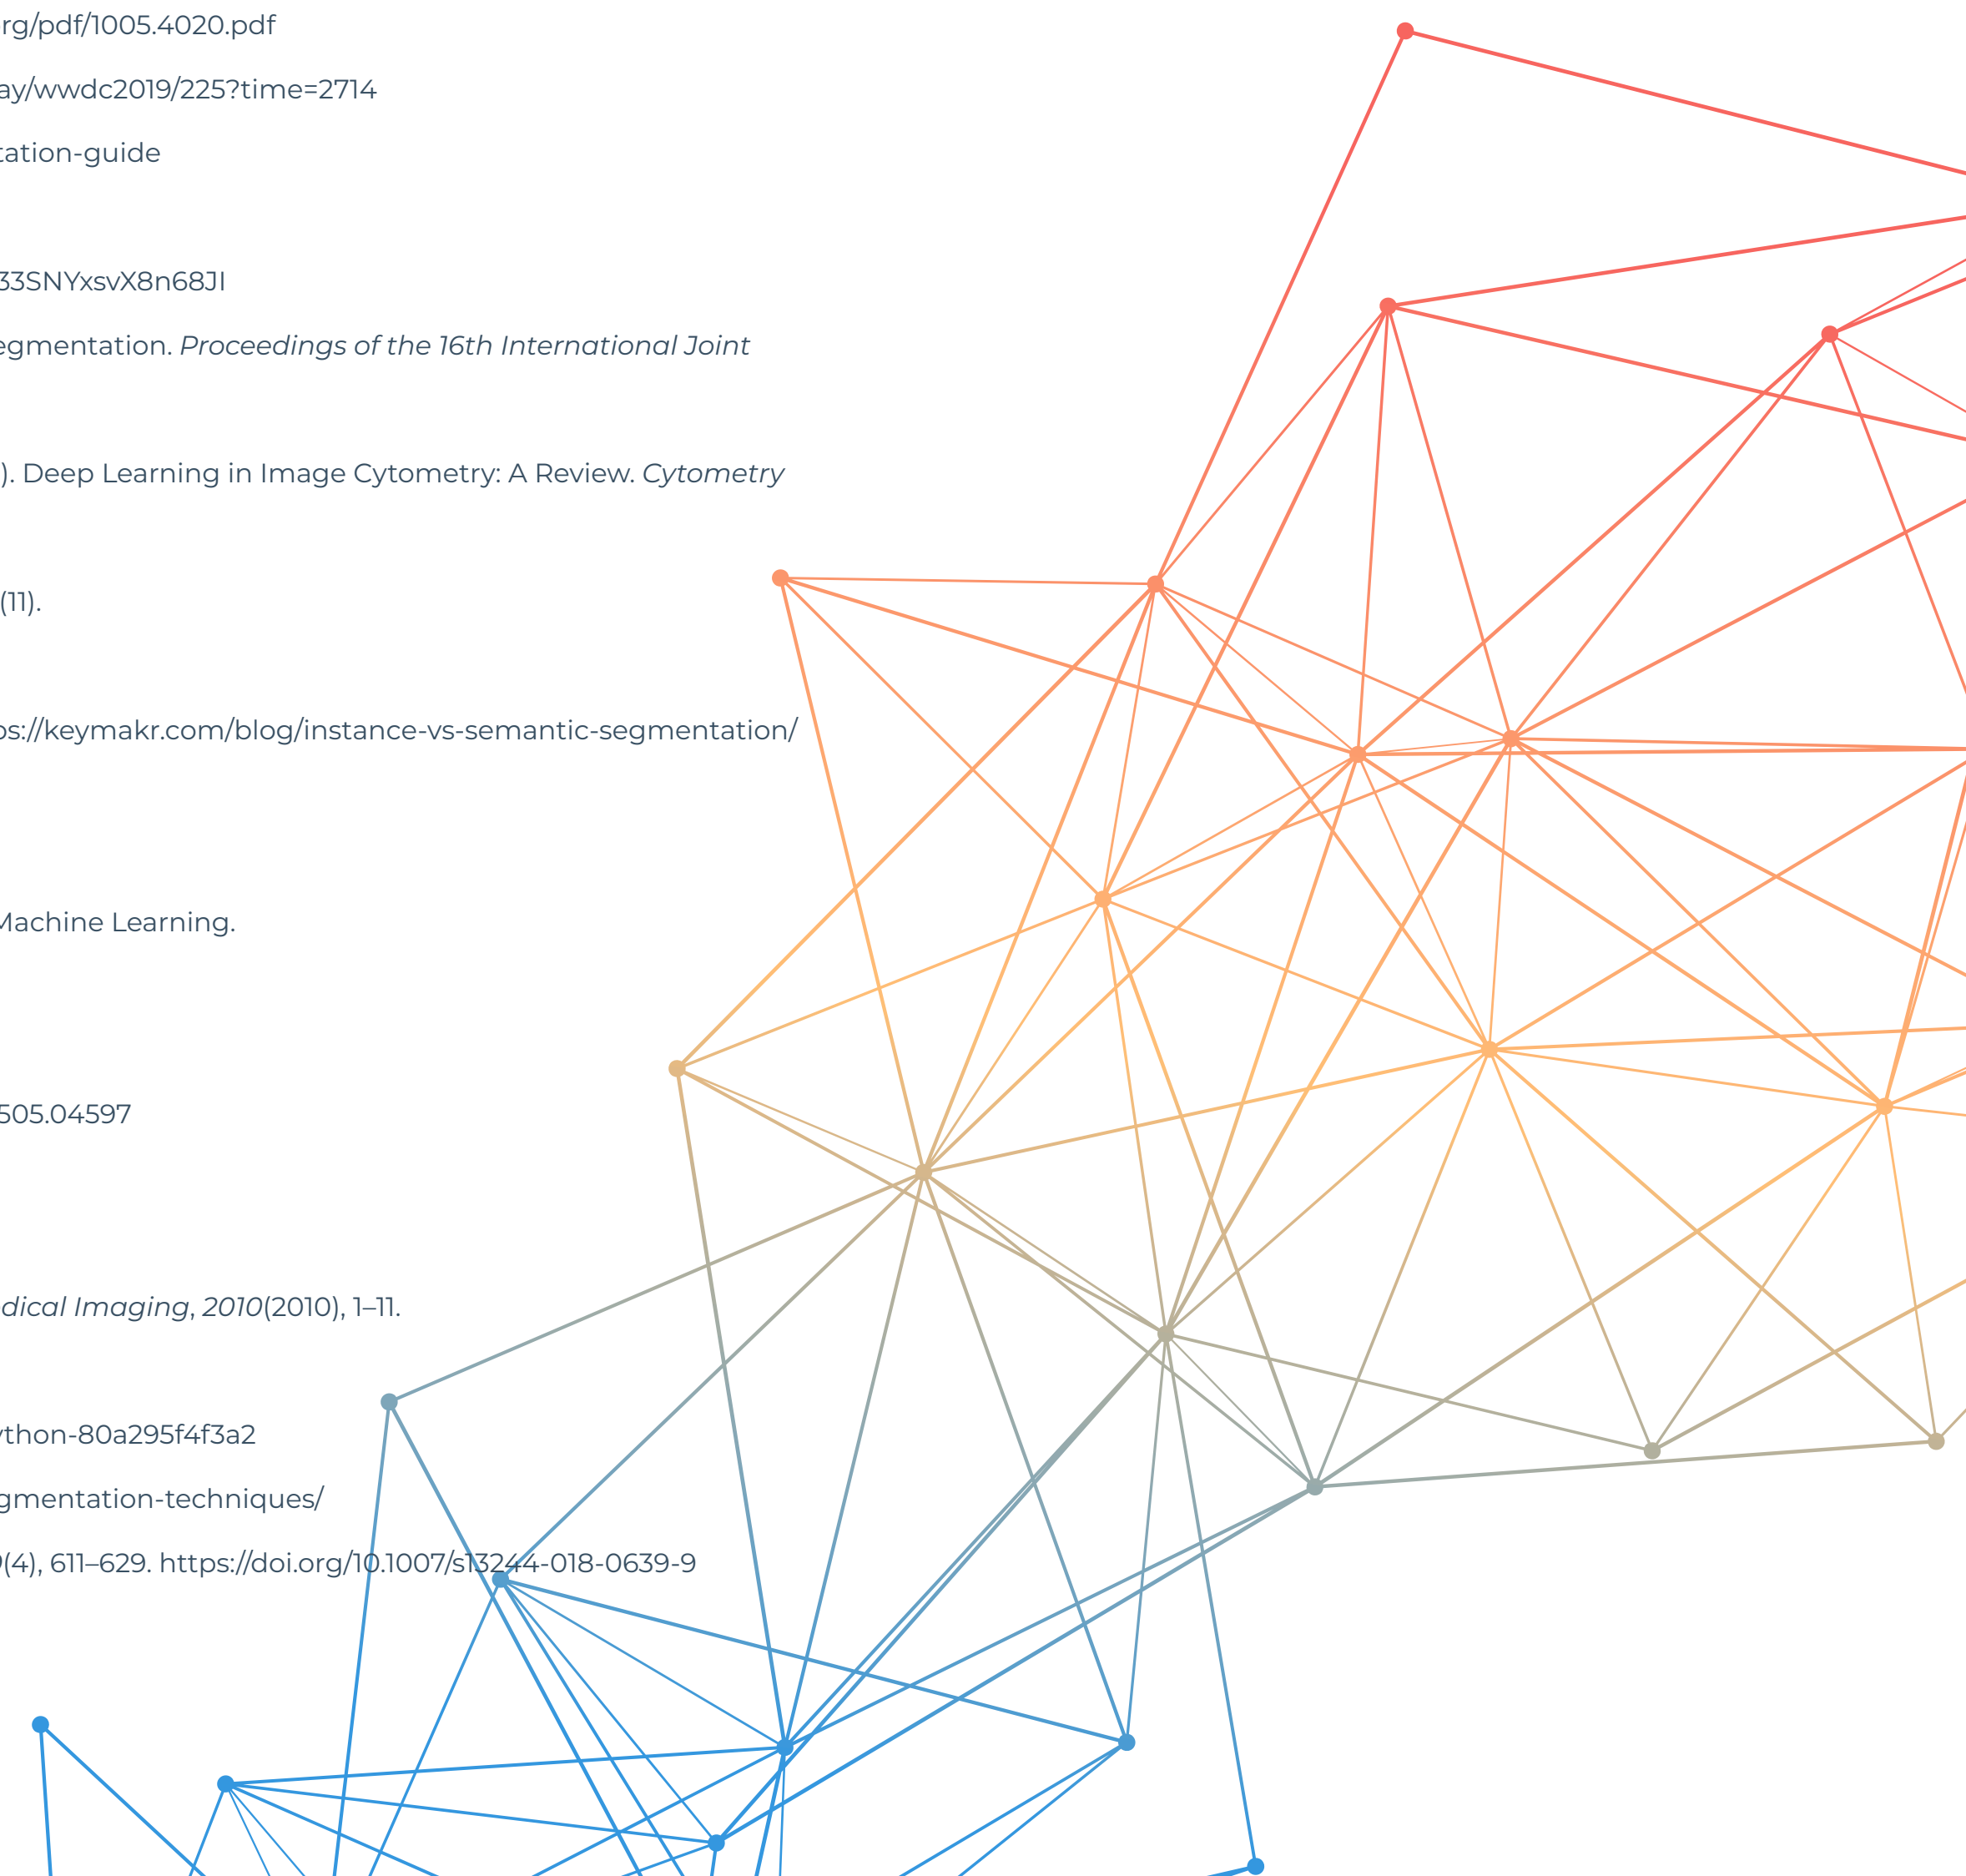 rg/pdf/1005.4020.pdf
ay/wwdc2019/225?time=2714
tation-guide
33SNYxsvX8n68JI
egmentation. Proceedings of the 16th International Joint
). Deep Learning in Image Cytometry: A Review. Cytometry
(11).
ps://keymakr.com/blog/instance-vs-semantic-segmentation/
Machine Learning.
505.04597
dical Imaging, 2010(2010), 1–11.
ython-80a295f4f3a2
gmentation-techniques/
9(4), 611–629. https://doi.org/10.1007/s13244-018-0639-9